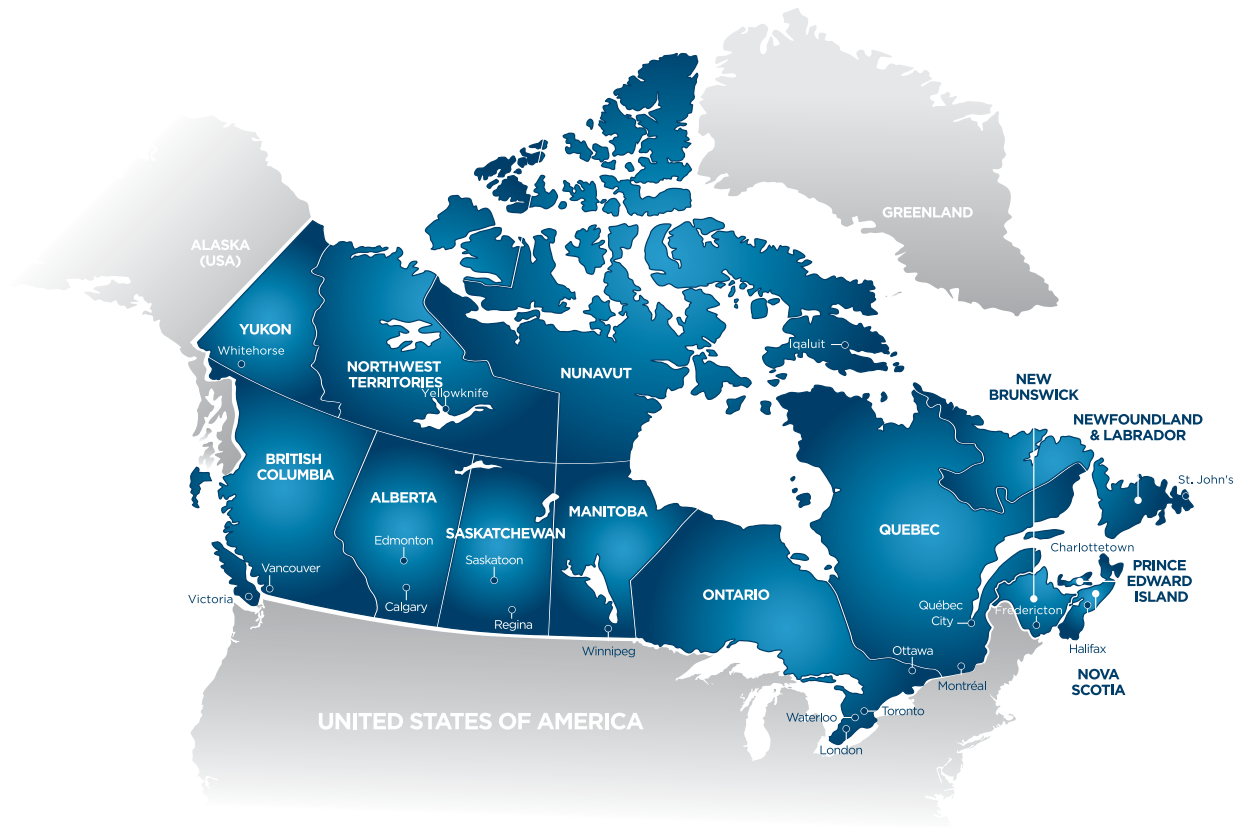 GREENLAND
ALASKA
(USA)
YUKON
Whitehorse
Iqaluit
NORTHWEST
TERRITORIES
Yellowknife
NUNAVUT
NEW
BRUNSWICK
NEWFOUNDLAND
& LABRADOR
St. John's
BRITISH
COLUMBIA
ALBERTA
Edmonton
Calgary
SASKATCHEWAN
Saskatoon
Regina
MANITOBA
Winnipeg
QUEBEC
Charlottetown
PRINCE
EDWARD
ISLAND
Vancouver
Victoria
ONTARIO
Québec
City
Fredericton
Halifax
Ottawa
Montréal
NOVA
SCOTIA
Waterloo
Toronto
London
UNITED STATES OF AMERICA